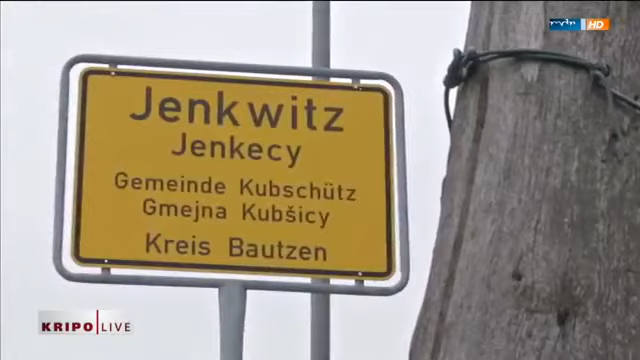 mdr HD
Jenkwitz
Jenkecy
Gemeinde Kubschütz
Gmejna Kubšicy
Kreis Bautzen
KRIPO LIVE